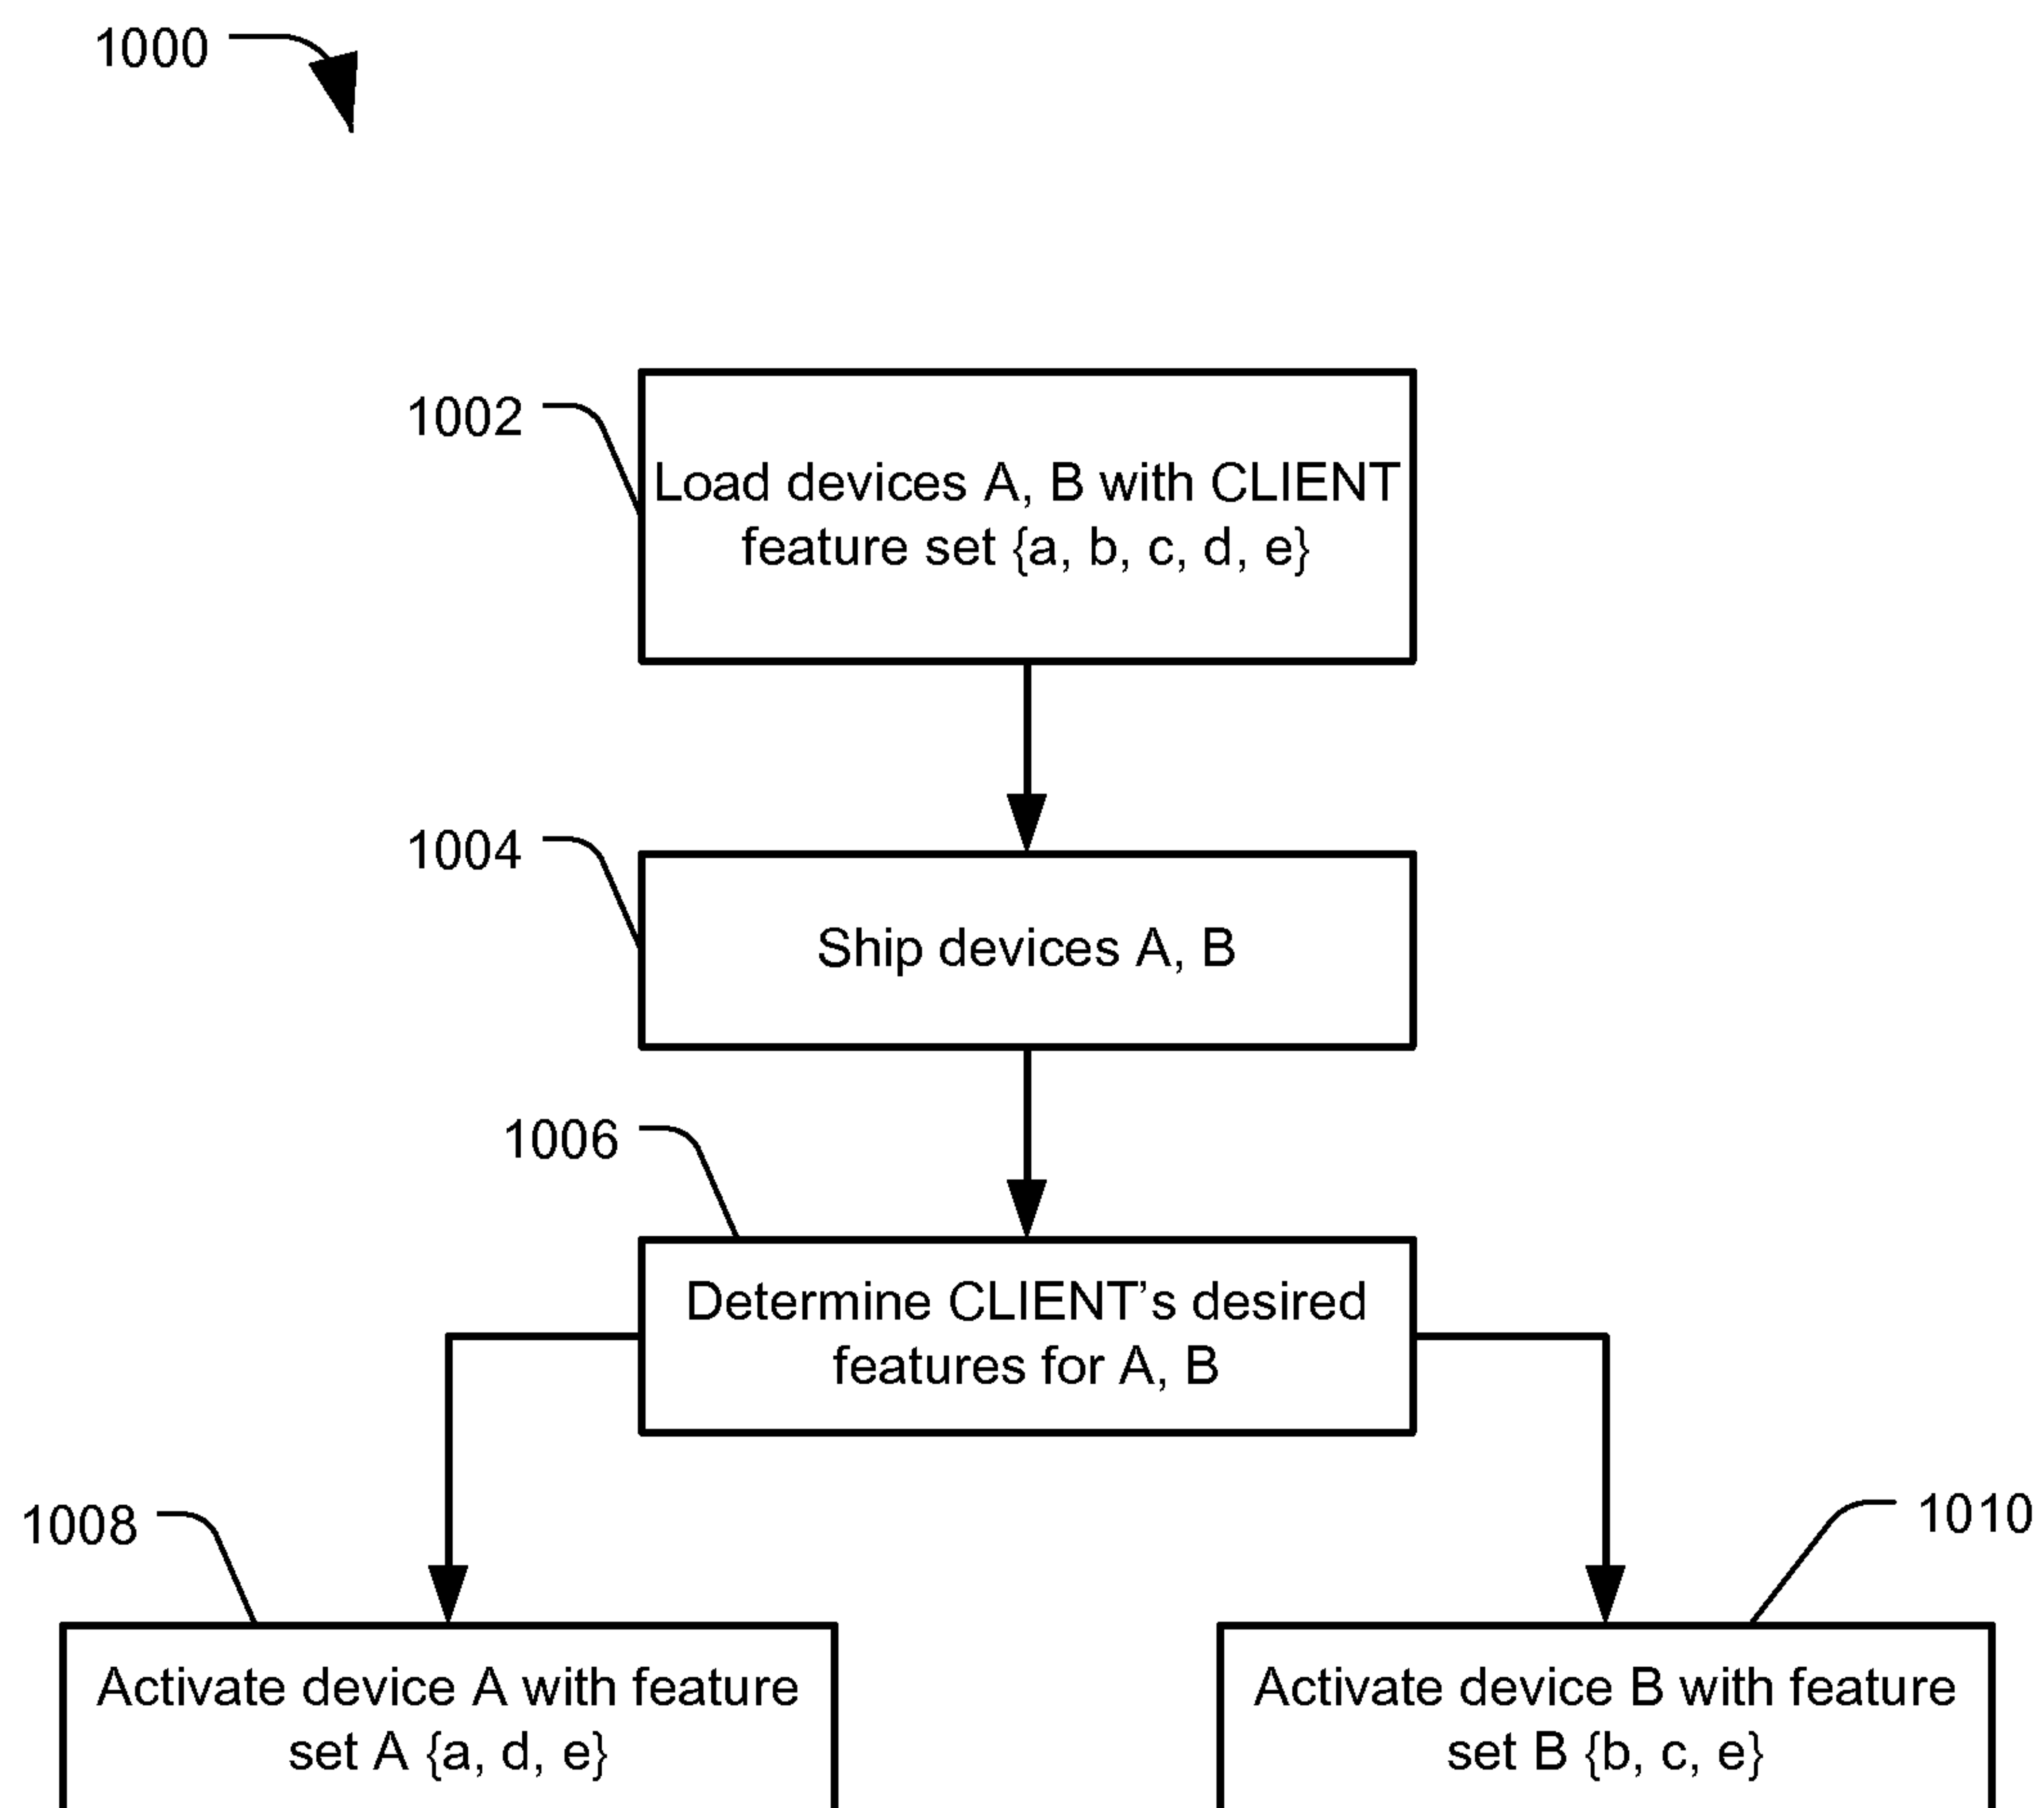 1000
1002
Load devices A, B with CLIENT
feature set {a, b, c, d, e}
1004
Ship devices A, B
1006
Determine CLIENT’s desired
features for A, B
1008
1010
Activate device A with feature
set A {a, d, e}
Activate device B with feature
set B {b, c, e}